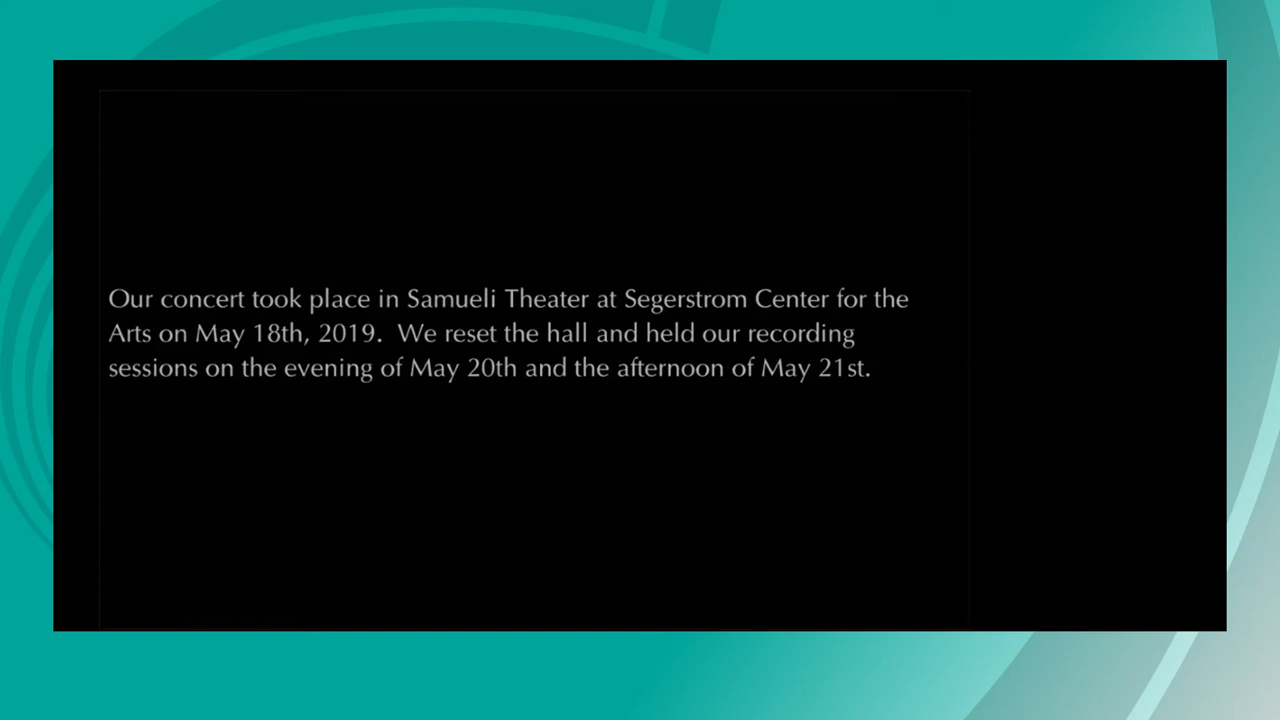 Our concert took place in Samueli Theater at Segerstrom Center for the
Arts on May 18th, 2019.  We reset the hall and held our recording
sessions on the evening of May 20th and the afternoon of May 21st.